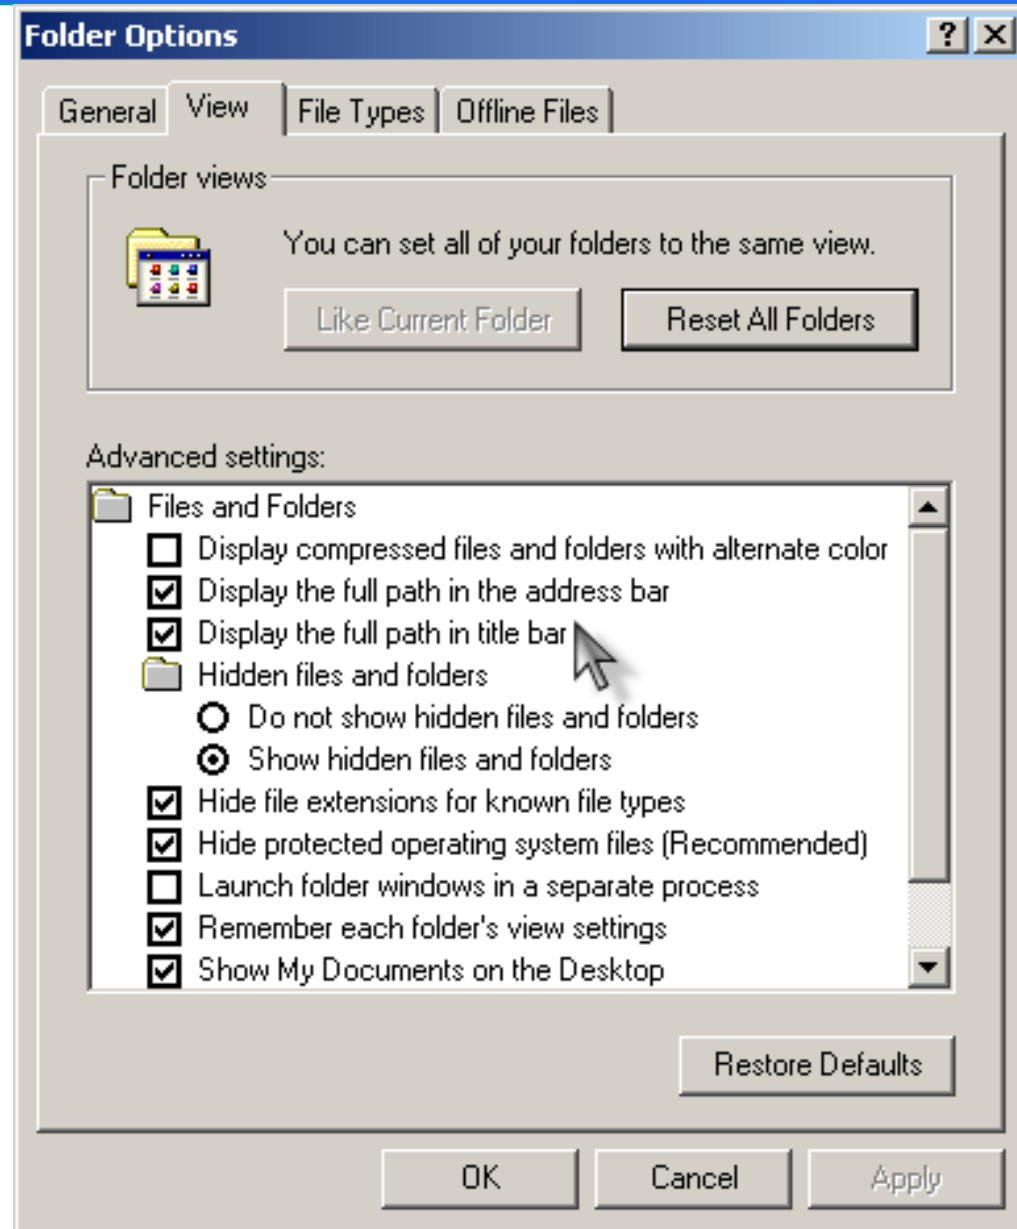 Folder Options
General View File Types Offline Files
Folder views
You can set all of your folders to the same view.
Like Current Folder Reset All Folders
Advanced settings:
Files and Folders
Display compressed files and folders with alternate color
Display the full path in the address bar
Display the full path in title bar
Hidden files and folders
Do not show hidden files and folders
Show hidden files and folders
Hide file extensions for known file types
Hide protected operating system files (Recommended)
Launch folder windows in a separate process
Remember each folder's view settings
Show My Documents on the Desktop
Restore Defaults
OK Cancel Apply